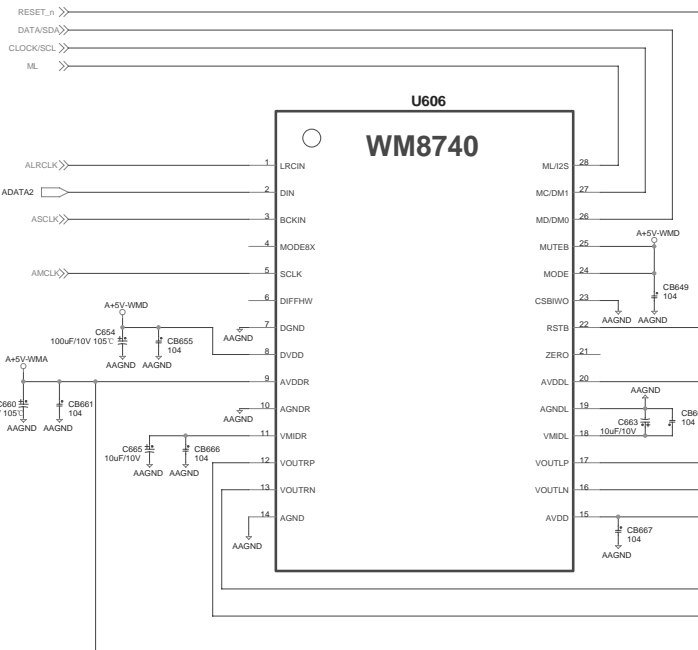 RESET_n
DATA/SDA
CLOCK/SCL
ML
U606
WM8740
ALRCLK
1 LRCIN
ML/I2S 28
ADATA2
2 DIN
MC/DM1 27
ASCLK
3 BCKIN
MD/DM0 26
4 MODE8X
MUTEB 25
A+5V-WMD
AMCLK
5 SCLK
MODE 24
CB649
104
6 DIFFHW
CSBIWO 23
AAGND AAGND
A+5V-WMD
C654
100uF/10V 105℃
CB655
104
AAGND
7 DGND
RSTB 22
AAGND AAGND
8 DVDD
ZERO 21
A+5V-WMA
9 AVDDR
AVDDL 20
C660
105℃
CB661
104
AAGND AAGND
AAGND
10 AGNDR
AGNDL 19
AAGND
C663
10uF/10V
104
C665
10uF/10V
CB666
104
11 VMIDR
VMIDL 18
AAGND AAGND
12 VOUTRP
VOUTLP 17
13 VOUTRN
VOUTLN 16
14 AGND
AVDD 15
AAGND
CB667
104
AAGND